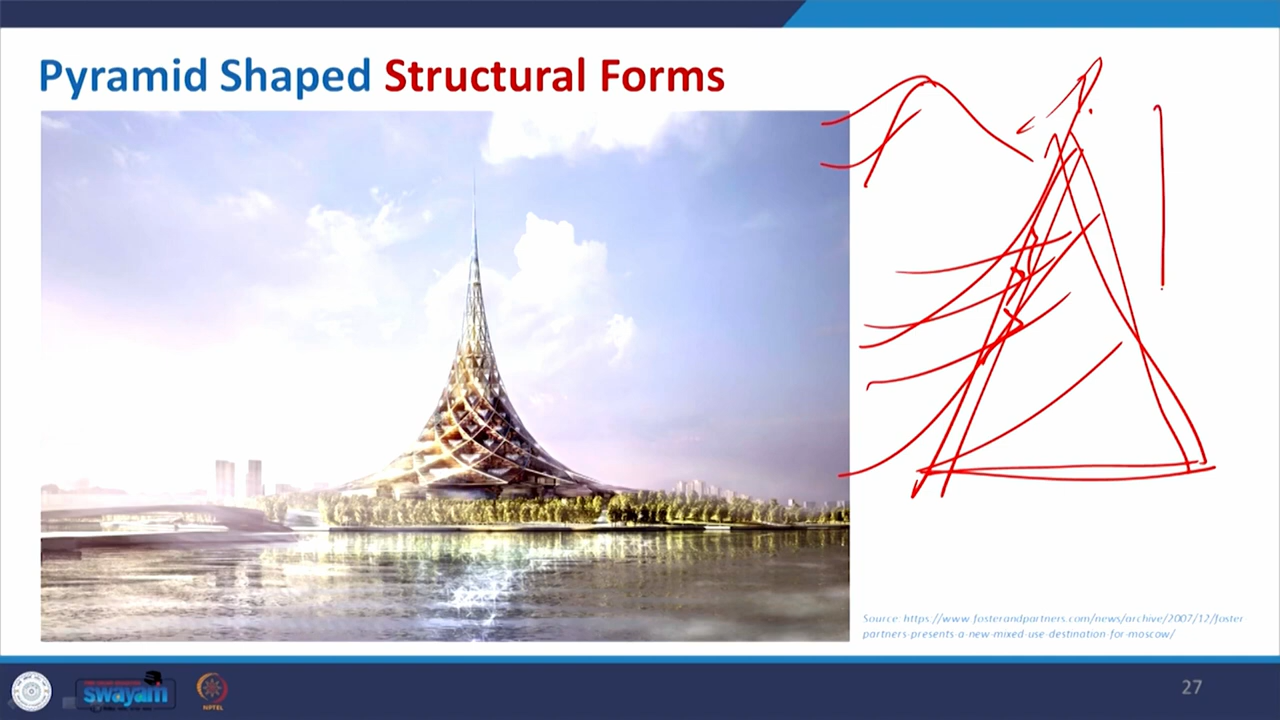 Pyramid Shaped Structural Forms
Source: https://www.fosterandpartners.com/news/archive/2007/12/foster
partners-presents-a-new-mixed-use-destination-for-moscow/
swayam
NPTEL
27